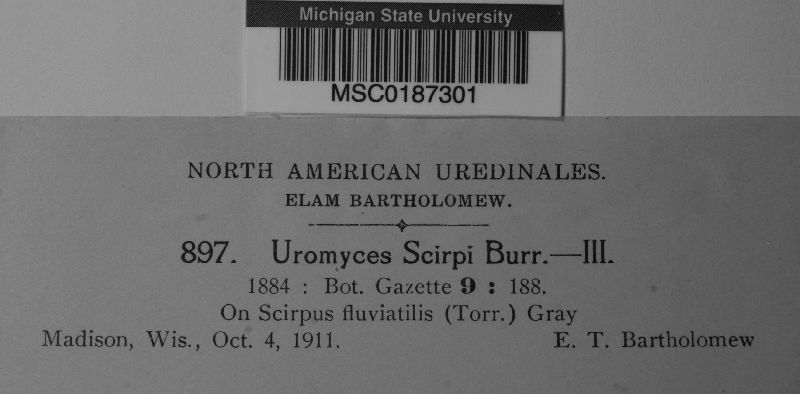 Michigan State University
MSC0187301
NORTH AMERICAN UREDINALES.
ELAM BARTHOLOMEW.
897. Uromyces Scirpi Burr.—III.
1884 : Bot. Gazette 9 : 188.
On Scirpus fluviatilis (Torr.) Gray
Madison, Wis., Oct. 4, 1911. E. T. Bartholomew